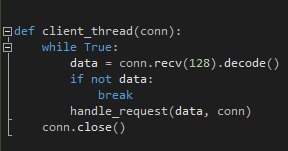 def client_thread(conn):
    while True:
        data = conn.recv(128).decode()
        if not data:
            break
        handle_request(data, conn)
    conn.close()